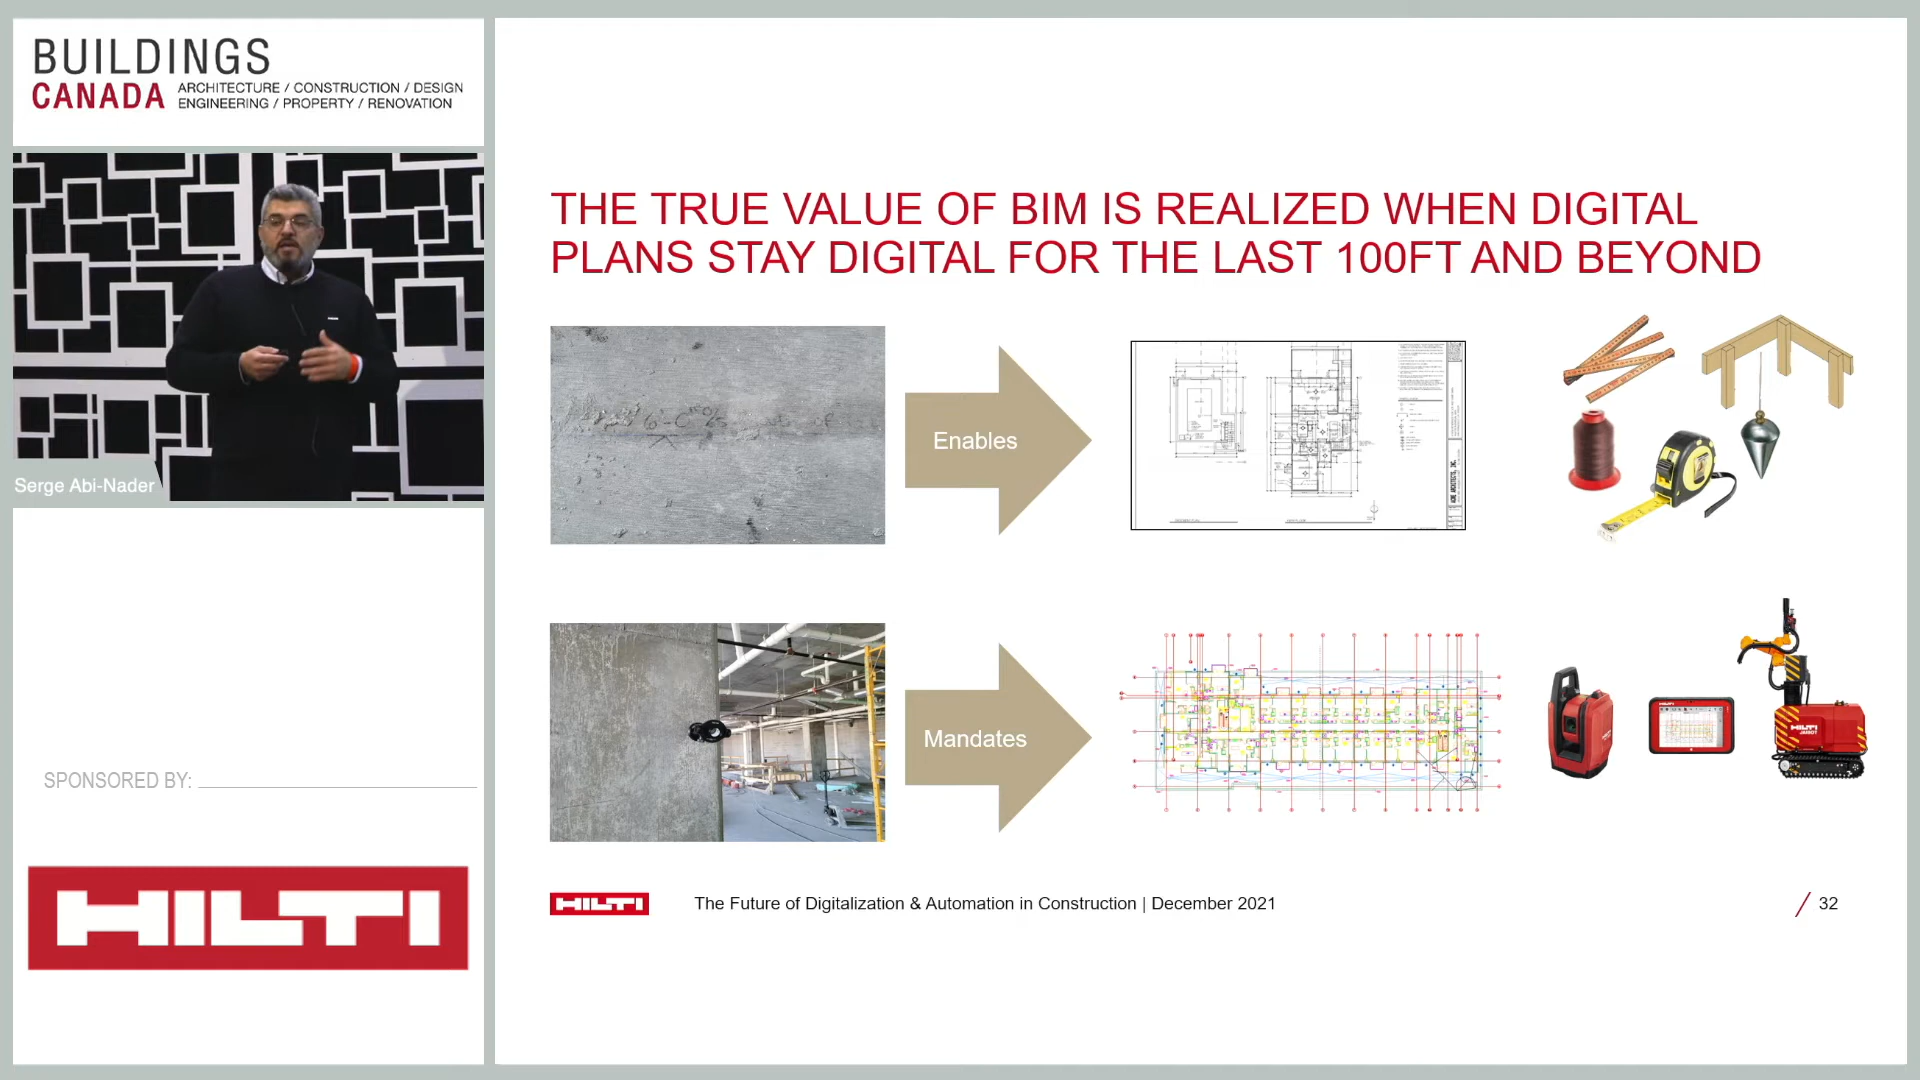 BUILDINGS
CANADA
ARCHITECTURE / CONSTRUCTION / DESIGN
ENGINEERING / PROPERTY / RENOVATION
Serge Abi-Nader
SPONSORED BY:
HILTI
THE TRUE VALUE OF BIM IS REALIZED WHEN DIGITAL
PLANS STAY DIGITAL FOR THE LAST 100FT AND BEYOND
Enables
Mandates
HILTI
HILTI
HILTI
The Future of Digitalization & Automation in Construction | December 2021
32